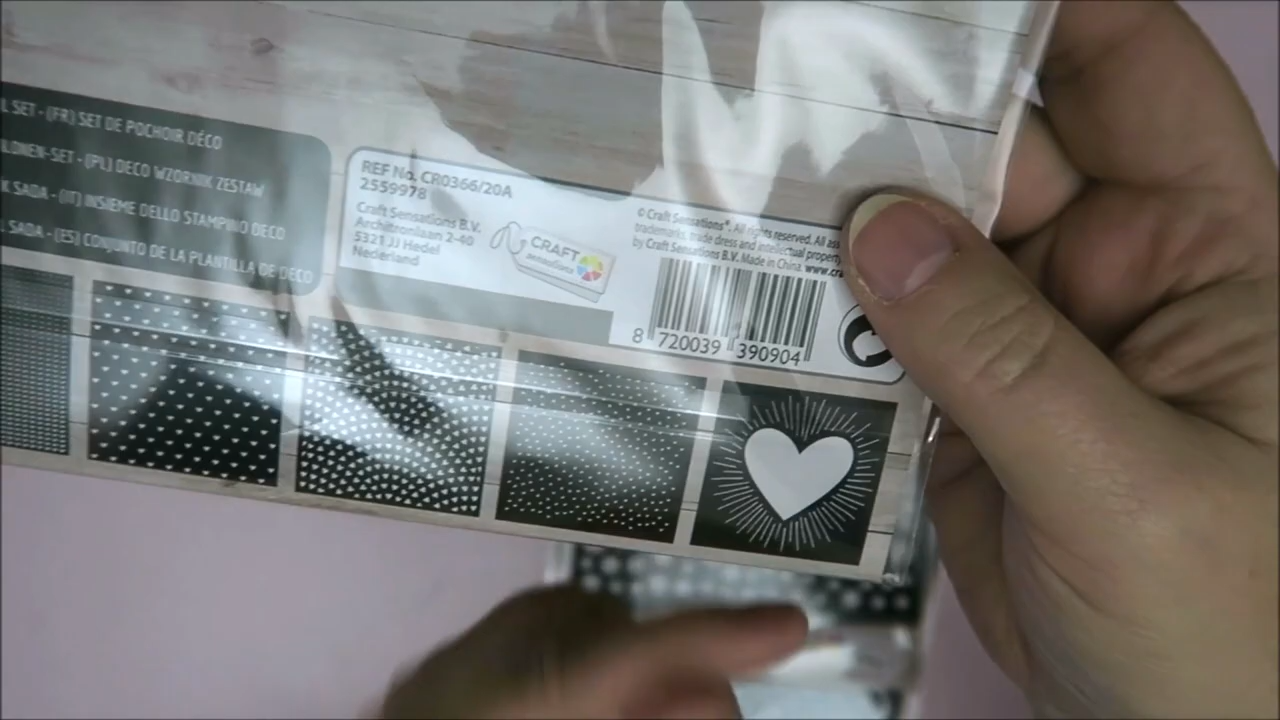 L SET - (FR) SET DE POCHOIR DÉCO
LONEN-SET - (PL) DECO WZORNIK ZESTAW
K SADA - (IT) INSIEME DELLO STAMPINO DECO
L SADA - (ES) CONJUNTO DE LA PLANTILLA DE DECO
REF No. CR0366/20A
2559978
Craft Sensations B.V.
Architronlaan 2-40
5321 JJ Hedel
Nederland
CRAFT
sensations
© Craft Sensations®. All rights reserved. All
trademarks, trade dress and intellectual property
by Craft Sensations B.V. Made in China. www.
8 720039 390904